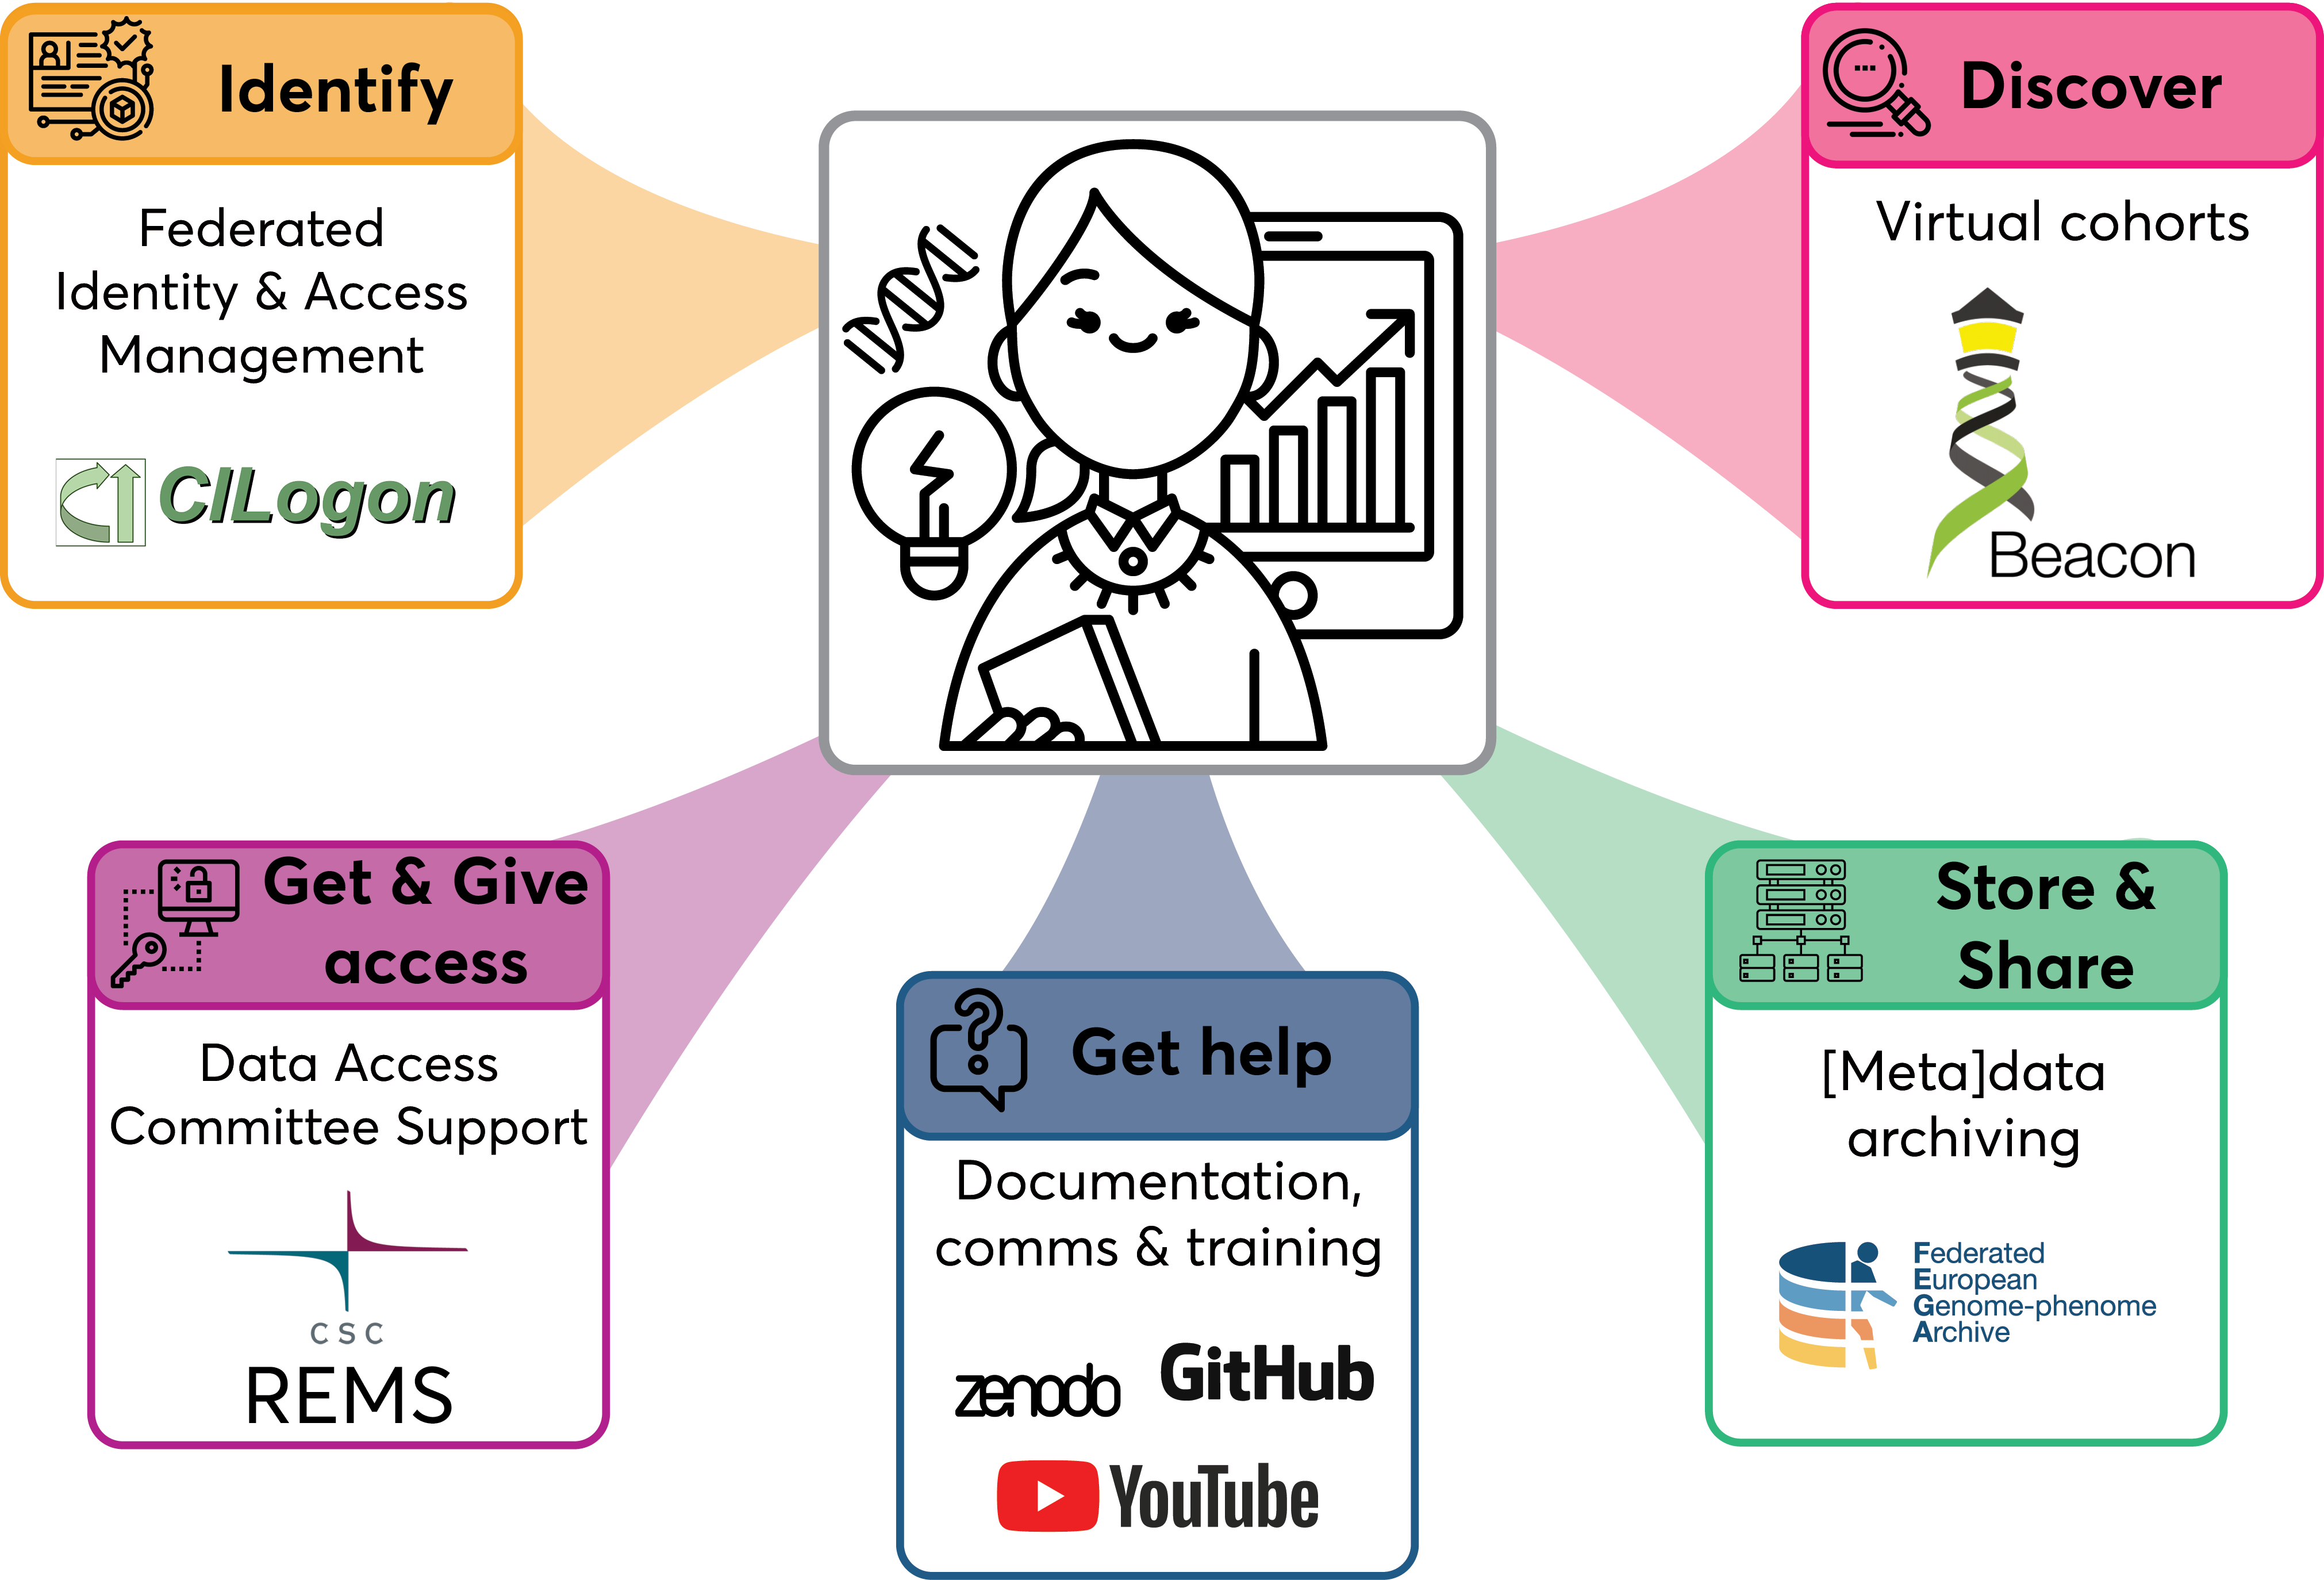 Identify
Federated
Identity & Access
Management
CILogon
Discover
Virtual cohorts
Beacon
Get & Give
access
Data Access
Committee Support
CSC
REMS
Get help
Documentation,
comms & training
zenodo
GitHub
YouTube
Store &
Share
[Meta]data
archiving
Federated
European
Genome-phenome
Archive